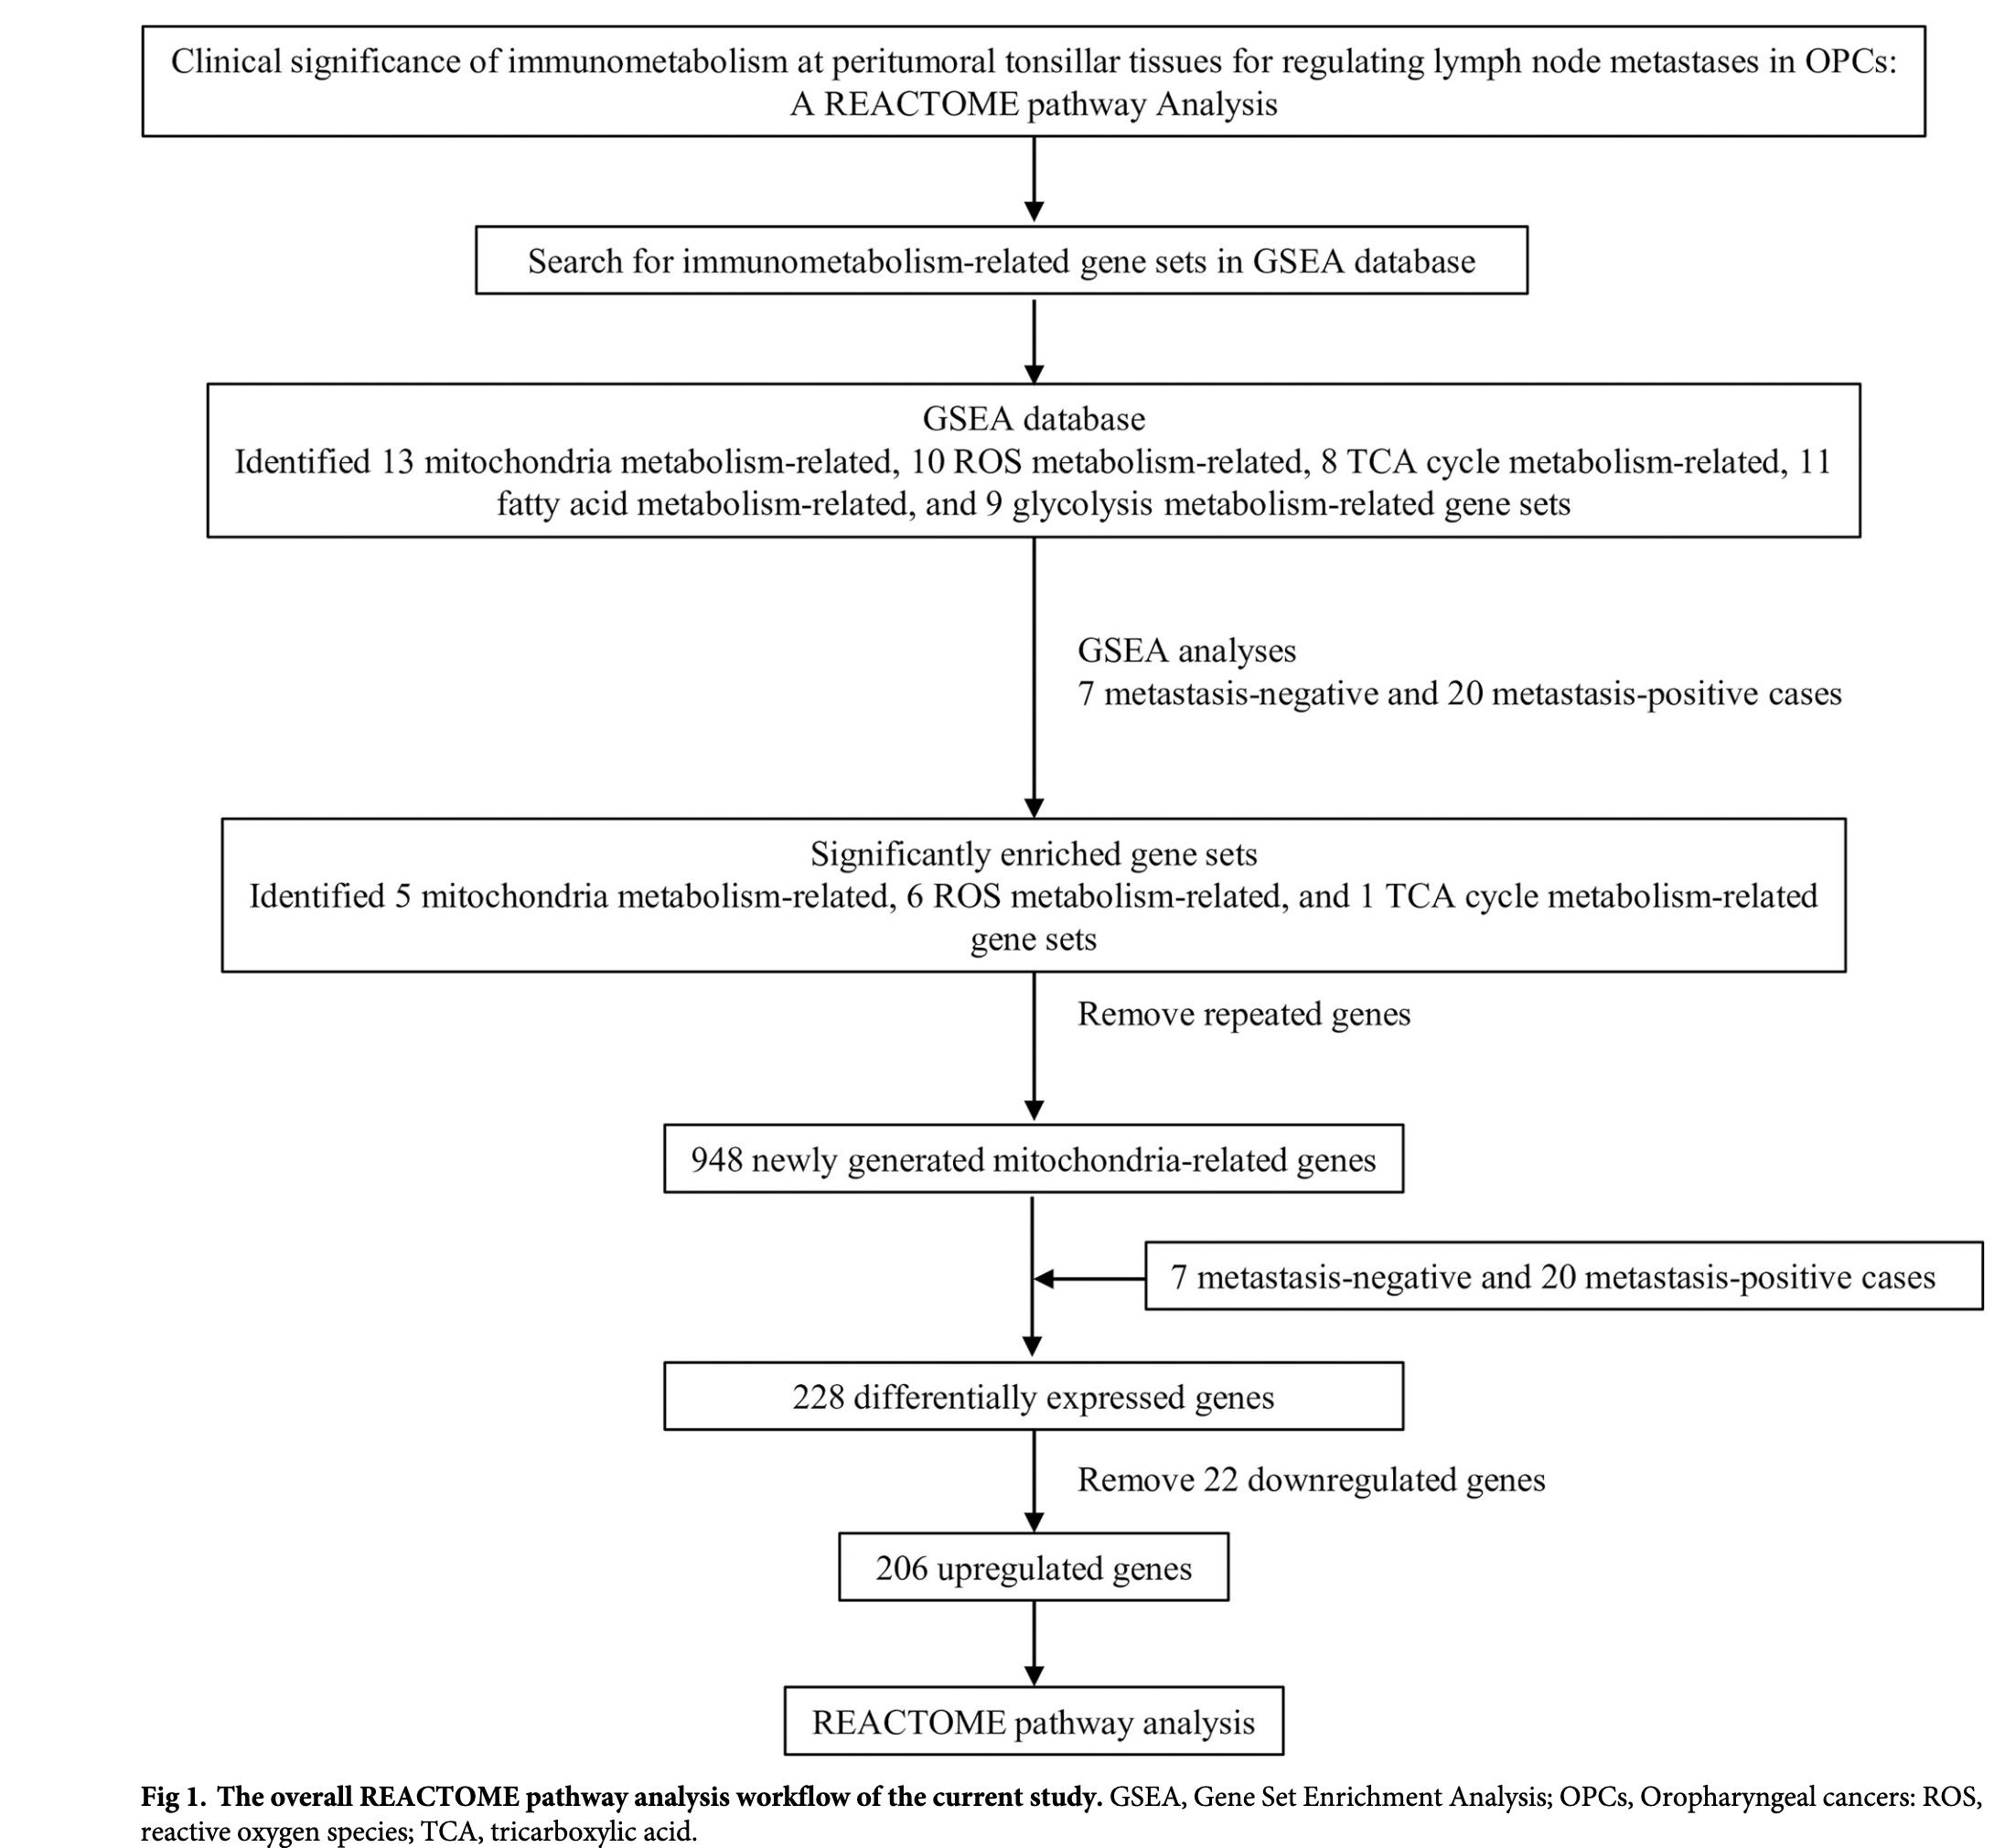 Clinical significance of immunometabolism at peritumoral tonsillar tissues for regulating lymph node metastases in OPCs:
A REACTOME pathway Analysis
Search for immunometabolism-related gene sets in GSEA database
GSEA database
Identified 13 mitochondria metabolism-related, 10 ROS metabolism-related, 8 TCA cycle metabolism-related, 11
fatty acid metabolism-related, and 9 glycolysis metabolism-related gene sets
GSEA analyses
7 metastasis-negative and 20 metastasis-positive cases
Significantly enriched gene sets
Identified 5 mitochondria metabolism-related, 6 ROS metabolism-related, and 1 TCA cycle metabolism-related
gene sets
Remove repeated genes
948 newly generated mitochondria-related genes
7 metastasis-negative and 20 metastasis-positive cases
228 differentially expressed genes
Remove 22 downregulated genes
206 upregulated genes
REACTOME pathway analysis
Fig 1. The overall REACTOME pathway analysis workflow of the current study. GSEA, Gene Set Enrichment Analysis; OPCs, Oropharyngeal cancers: ROS,
reactive oxygen species; TCA, tricarboxylic acid.